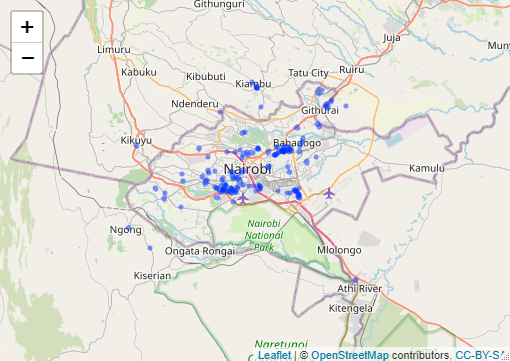 Githunguri
+
−
Limuru
Juja
Kabuku
Kibubuti
Kiambu
Tatu City
Ruiru
Ndenderu
Githurai
Kikuyu
Babadogo
Nairobi
Kamulu
Ngong
Nairobi
National
Park
Ongata Rongai
Mlolongo
Kiserian
Athi River
Kitengela
Naretunoi
Leaflet | © OpenStreetMap contributors, CC-BY-SA